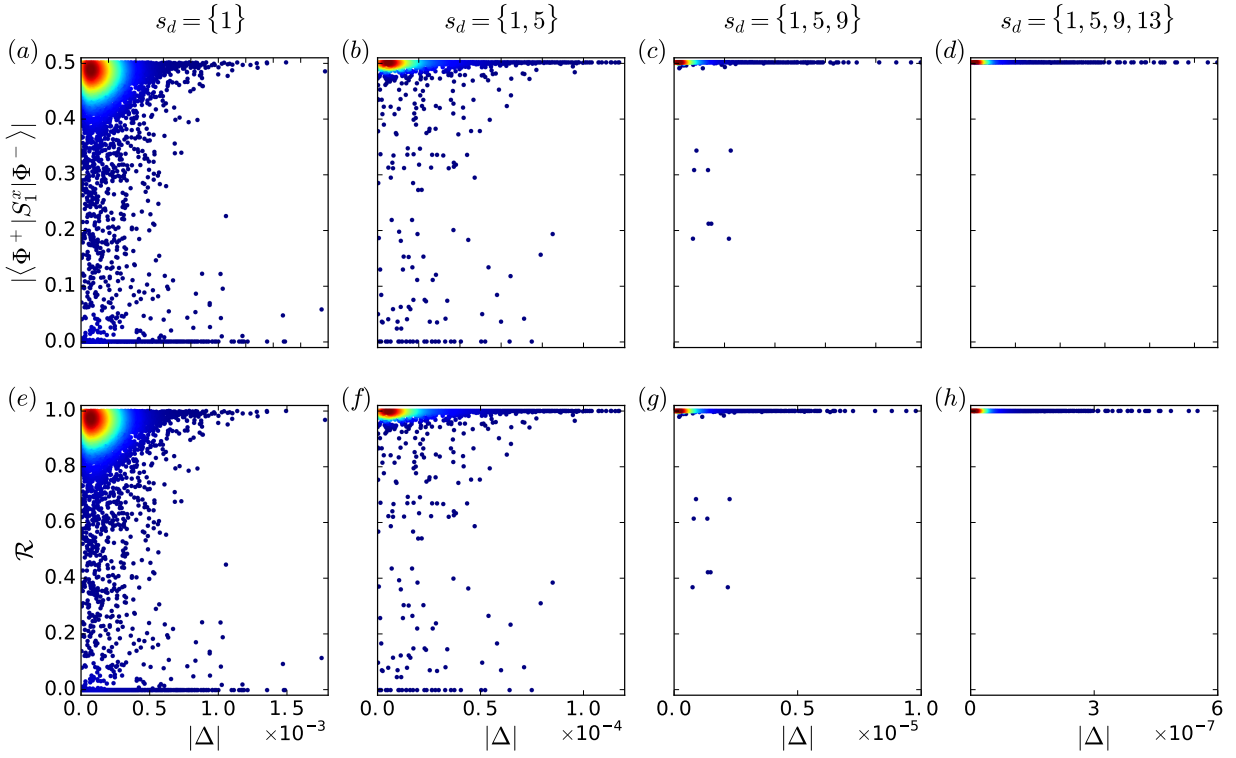 s_d = {1}
s_d = {1, 5}
s_d = {1, 5, 9}
s_d = {1, 5, 9, 13}
(a) (b) (c) (d)
|⟨Φ⁺|S₁ˣ|Φ⁻⟩|
0.5
0.4
0.3
0.2
0.1
0.0
(e) (f) (g) (h)
ℛ
1.0
0.8
0.6
0.4
0.2
0.0
0.0 0.5 1.0 0.0 0.5 1.0 0.0 0.5 1.0 0 3 6
|Δ| ×10⁻³ |Δ| ×10⁻⁴ |Δ| ×10⁻⁵ |Δ| ×10⁻⁷